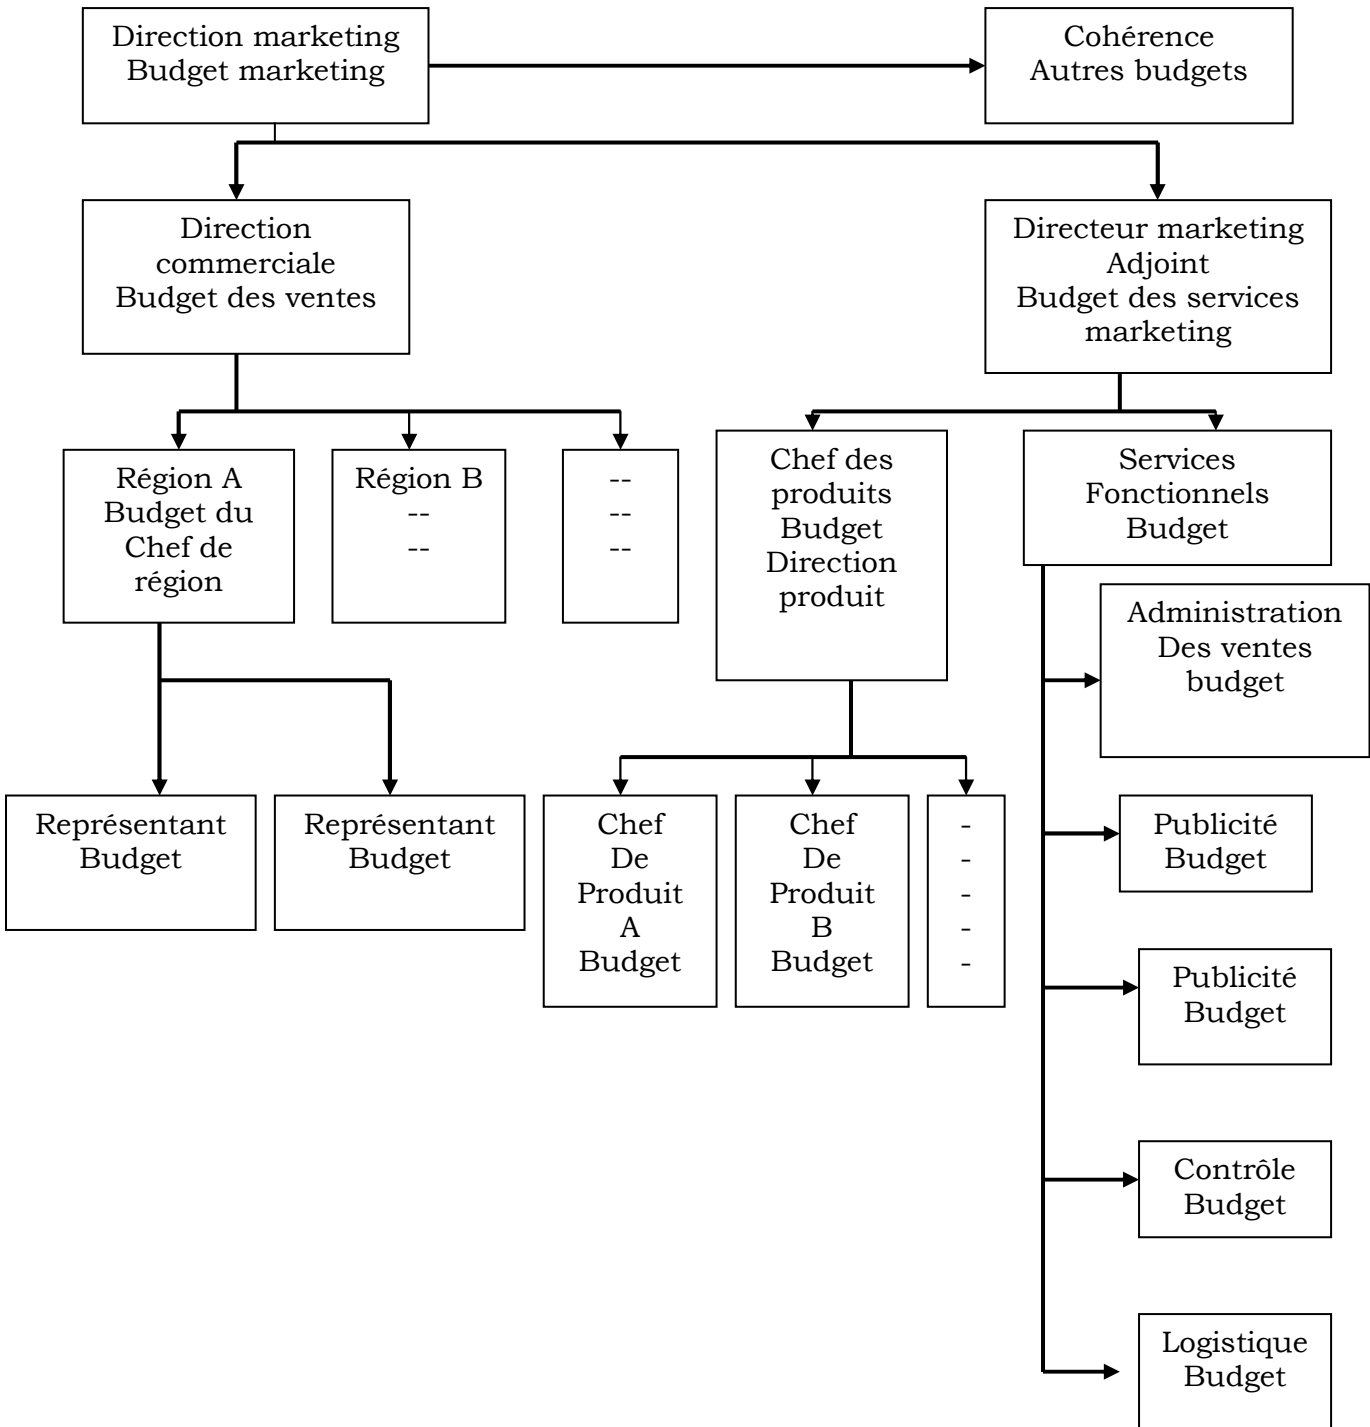 Direction marketing
Budget marketing
Cohérence
Autres budgets
Direction
commerciale
Budget des ventes
Directeur marketing
Adjoint
Budget des services
marketing
Région A
Budget du
Chef de
région
Région B
--
--
--
--
--
Chef des
produits
Budget
Direction
produit
Services
Fonctionnels
Budget
Administration
Des ventes
budget
Représentant
Budget
Représentant
Budget
Chef
De
Produit
A
Budget
Chef
De
Produit
B
Budget
-
-
-
-
-
Publicité
Budget
Publicité
Budget
Contrôle
Budget
Logistique
Budget